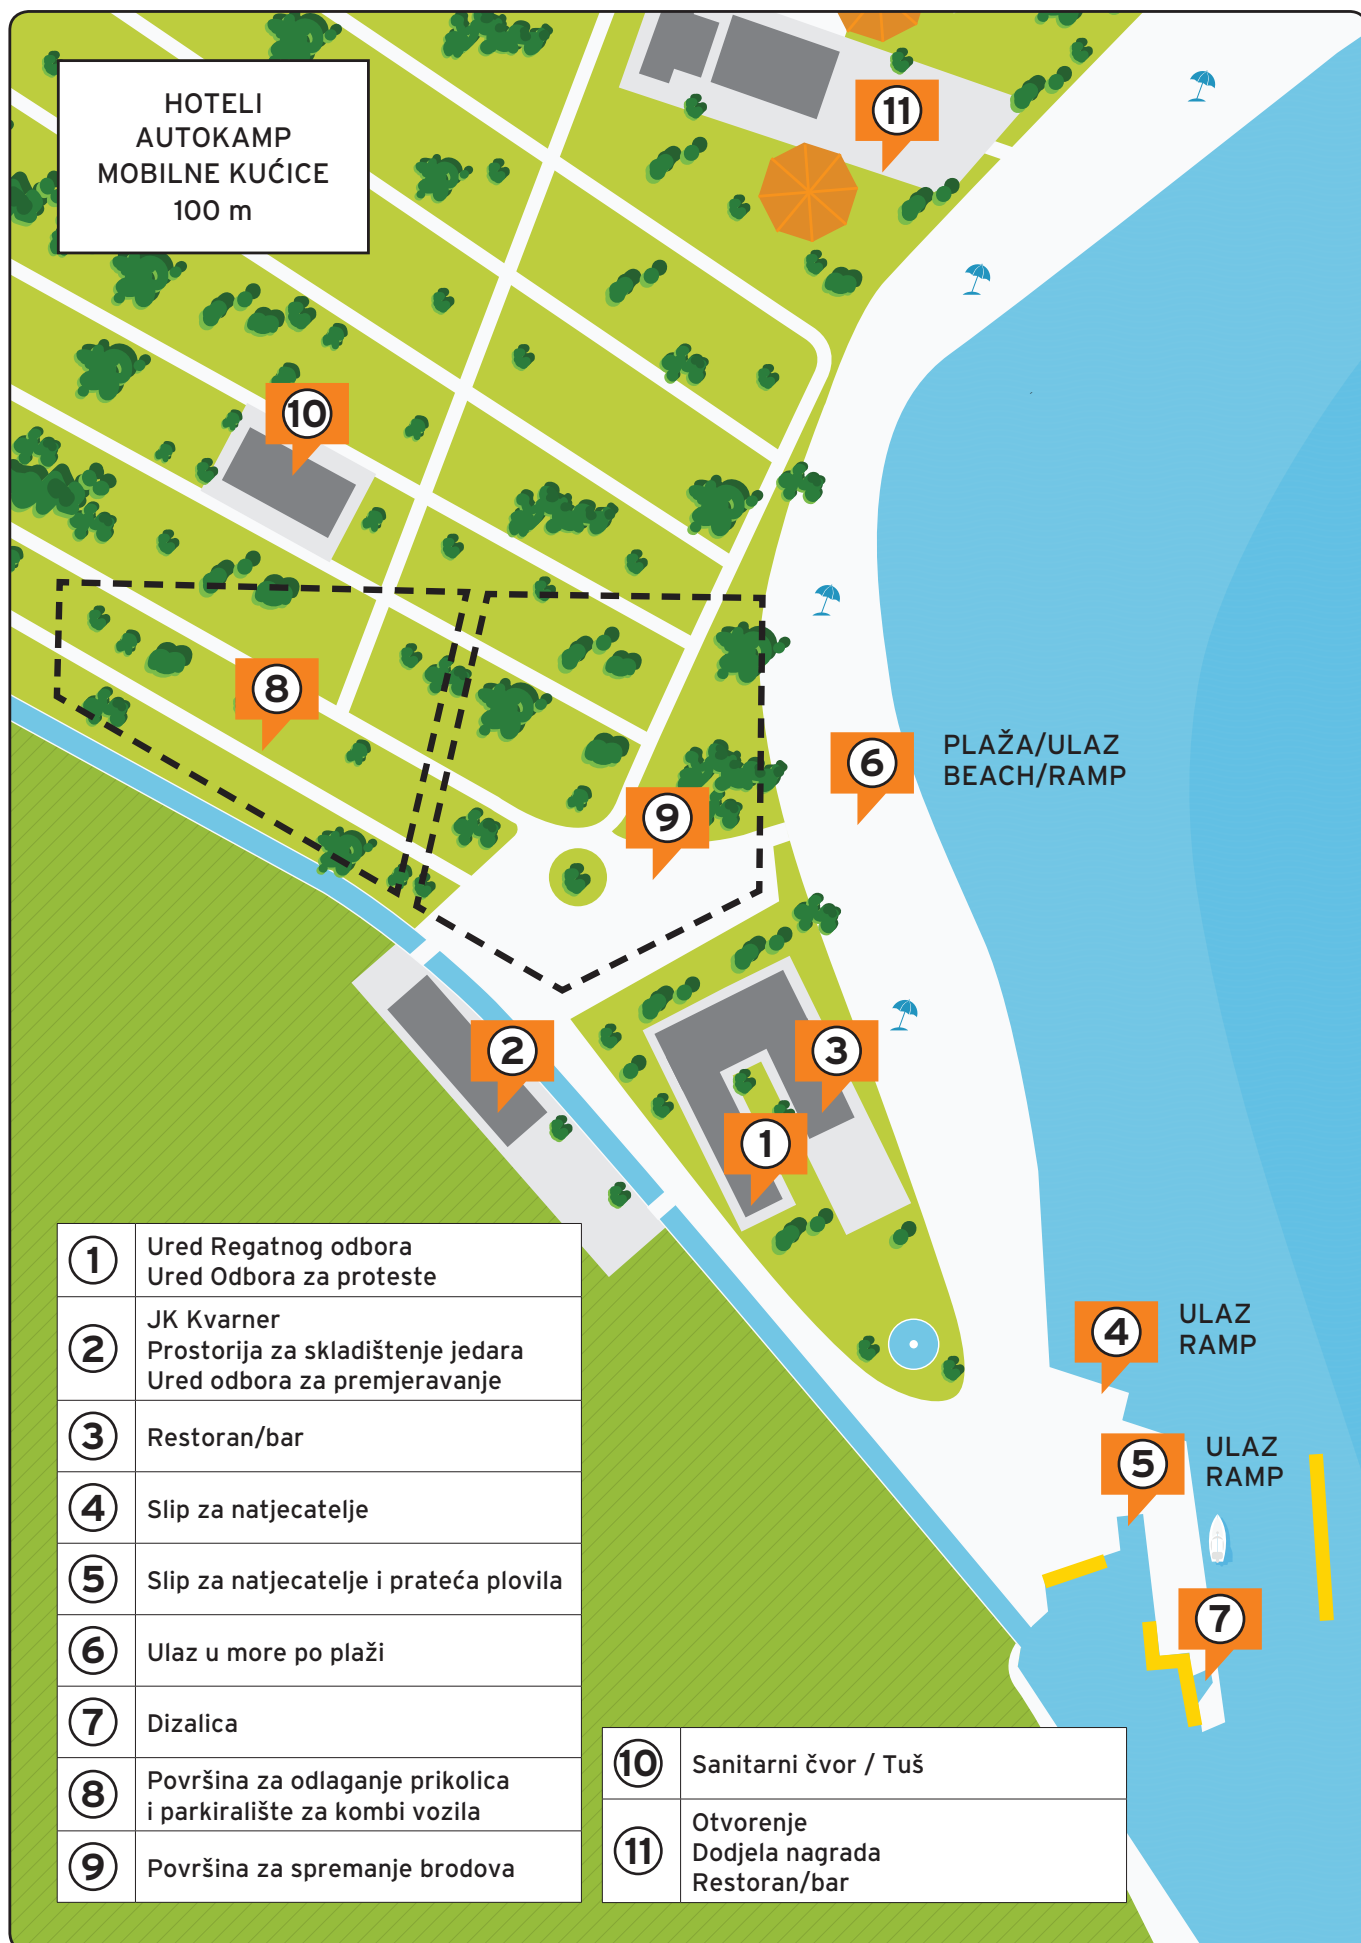 HOTELI
AUTOKAMP
MOBILNE KUĆICE
100 m
11
10
8
9
6
PLAŽA/ULAZ
BEACH/RAMP
2
3
1
4
ULAZ
RAMP
5
ULAZ
RAMP
7
1
Ured Regatnog odbora
Ured Odbora za proteste
2
JK Kvarner
Prostorija za skladištenje jedara
Ured odbora za premjeravanje
3
Restoran/bar
4
Slip za natjecatelje
5
Slip za natjecatelje i prateća plovila
6
Ulaz u more po plaži
7
Dizalica
8
Površina za odlaganje prikolica
i parkiralište za kombi vozila
9
Površina za spremanje brodova
10
Sanitarni čvor / Tuš
11
Otvorenje
Dodjela nagrada
Restoran/bar